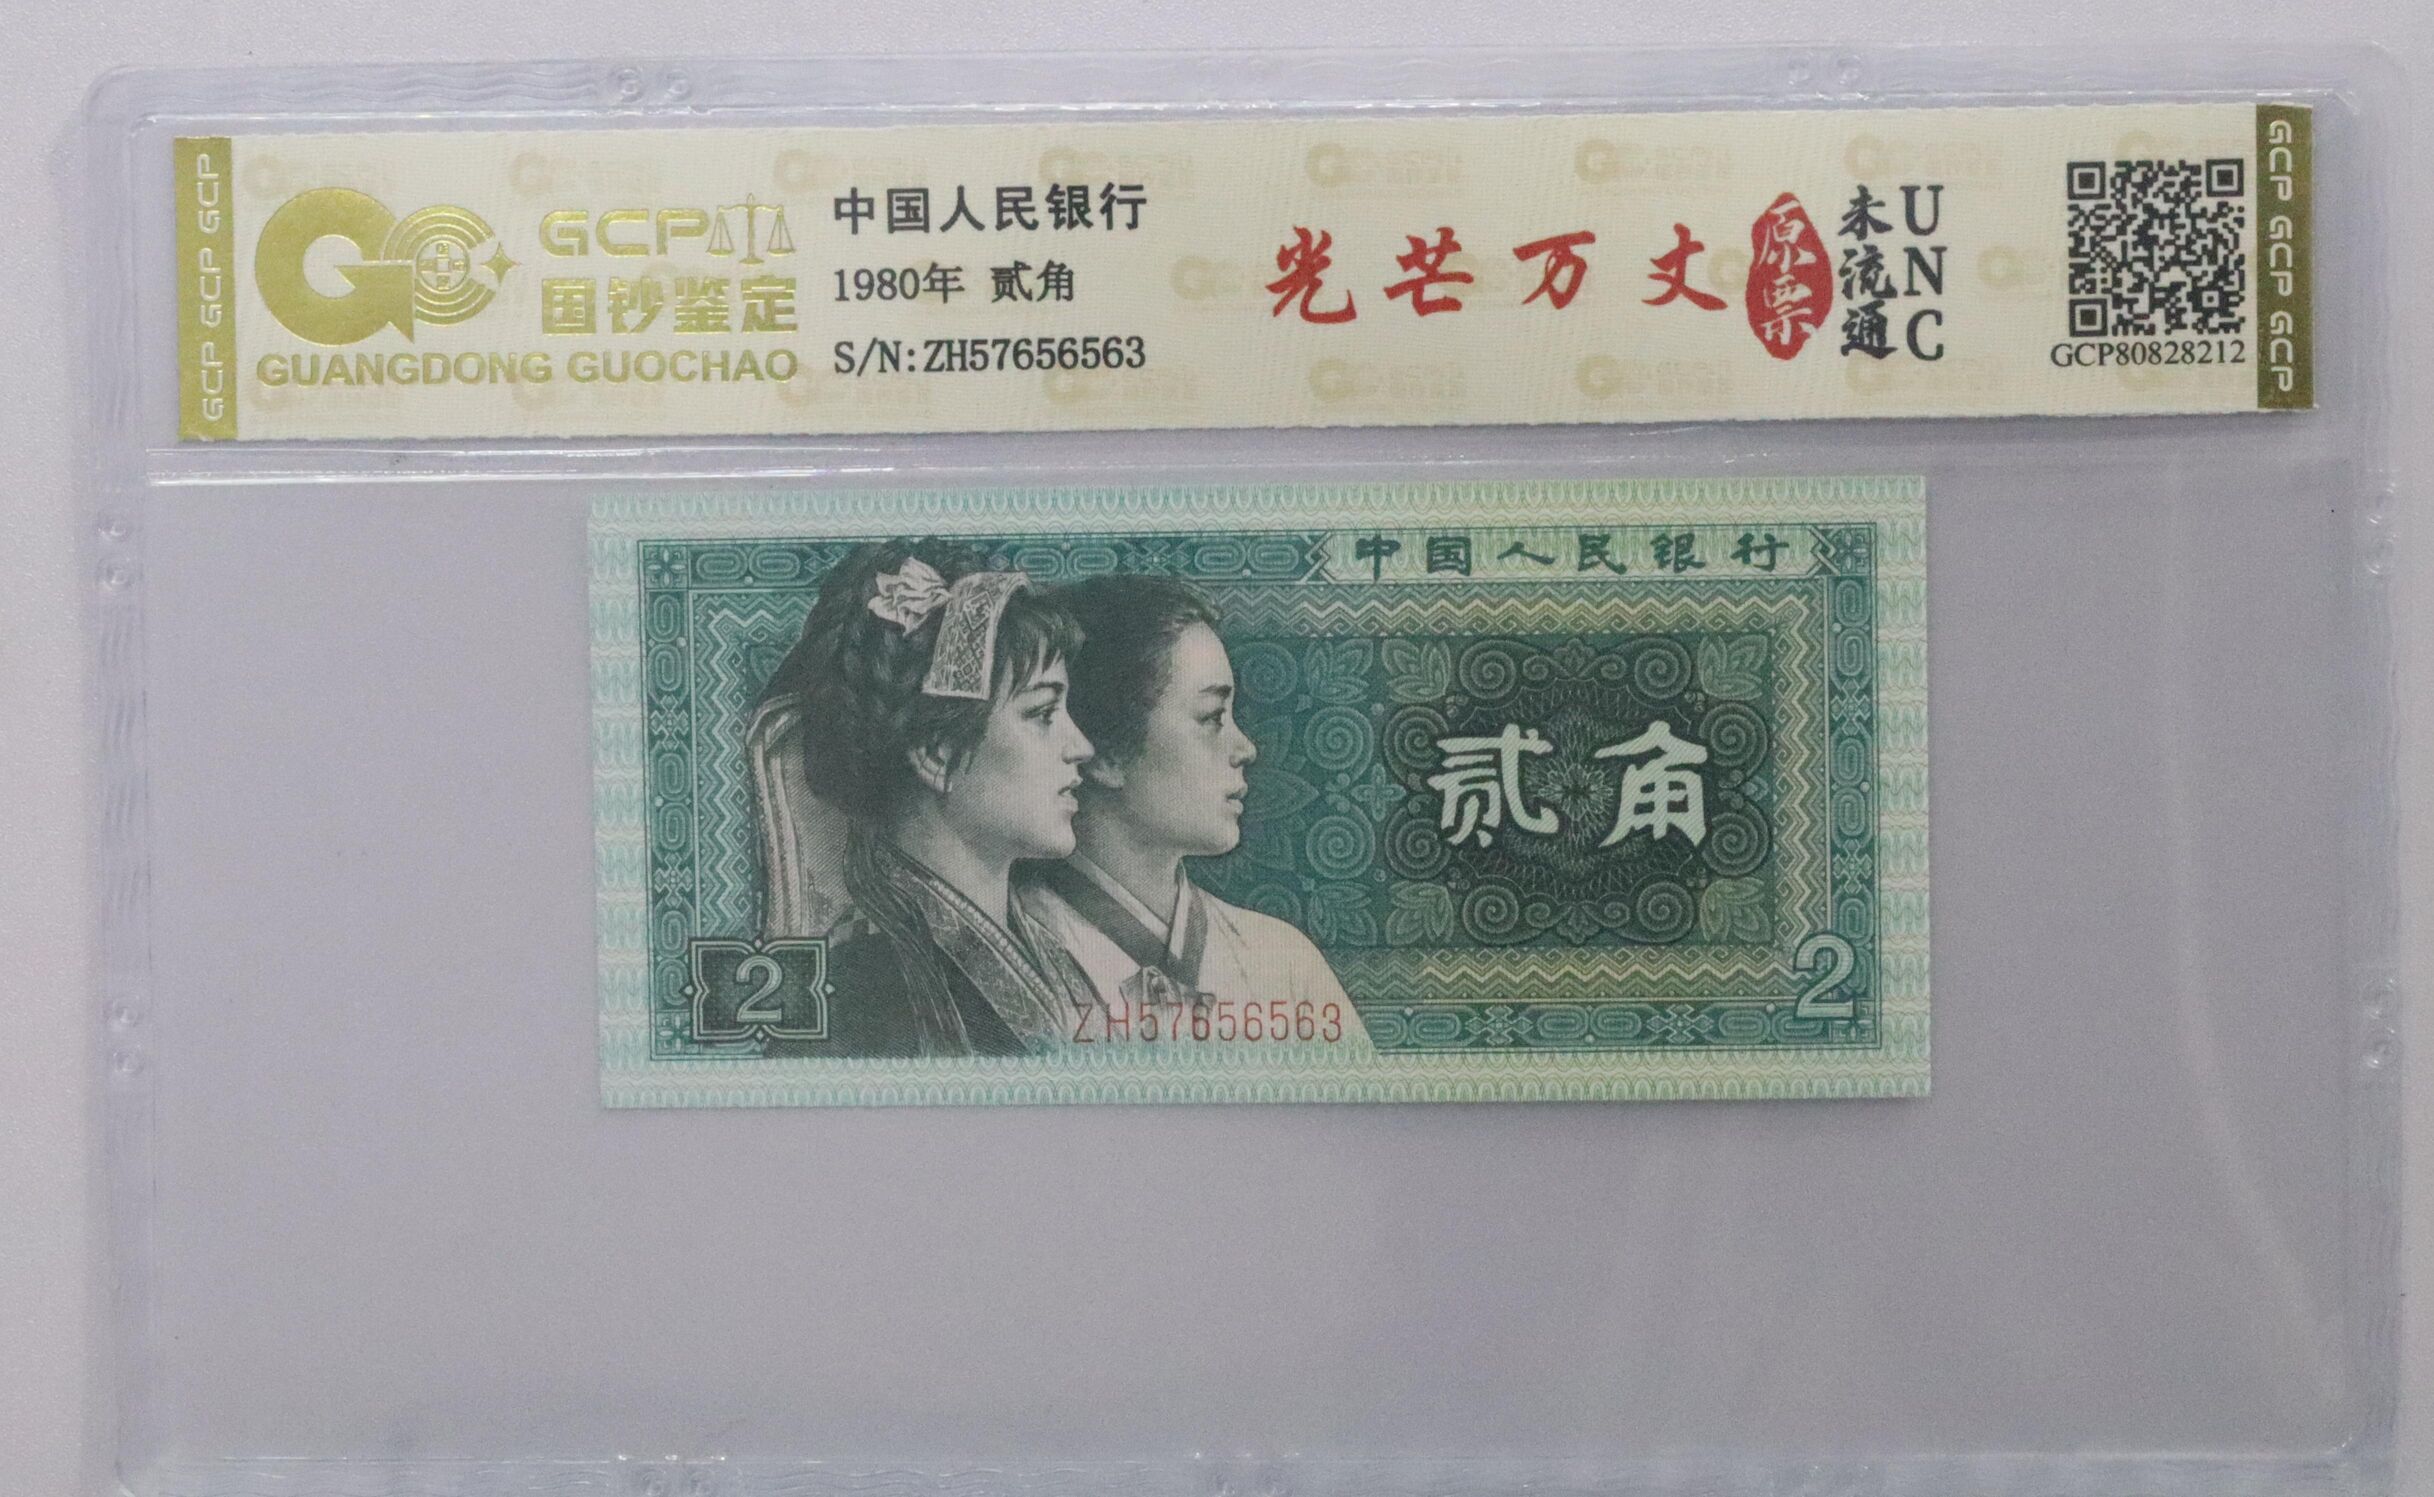 GCP GCP GCP
GCP
国钞鉴定
GUANGDONG GUOCHAO
中国人民银行
1980年 贰角
S/N:ZH57656563
光芒万丈
原票
未流通
UNC
GCP80828212
GCP GCP GCP
中国人民银行
贰角
2
2
ZH57656563